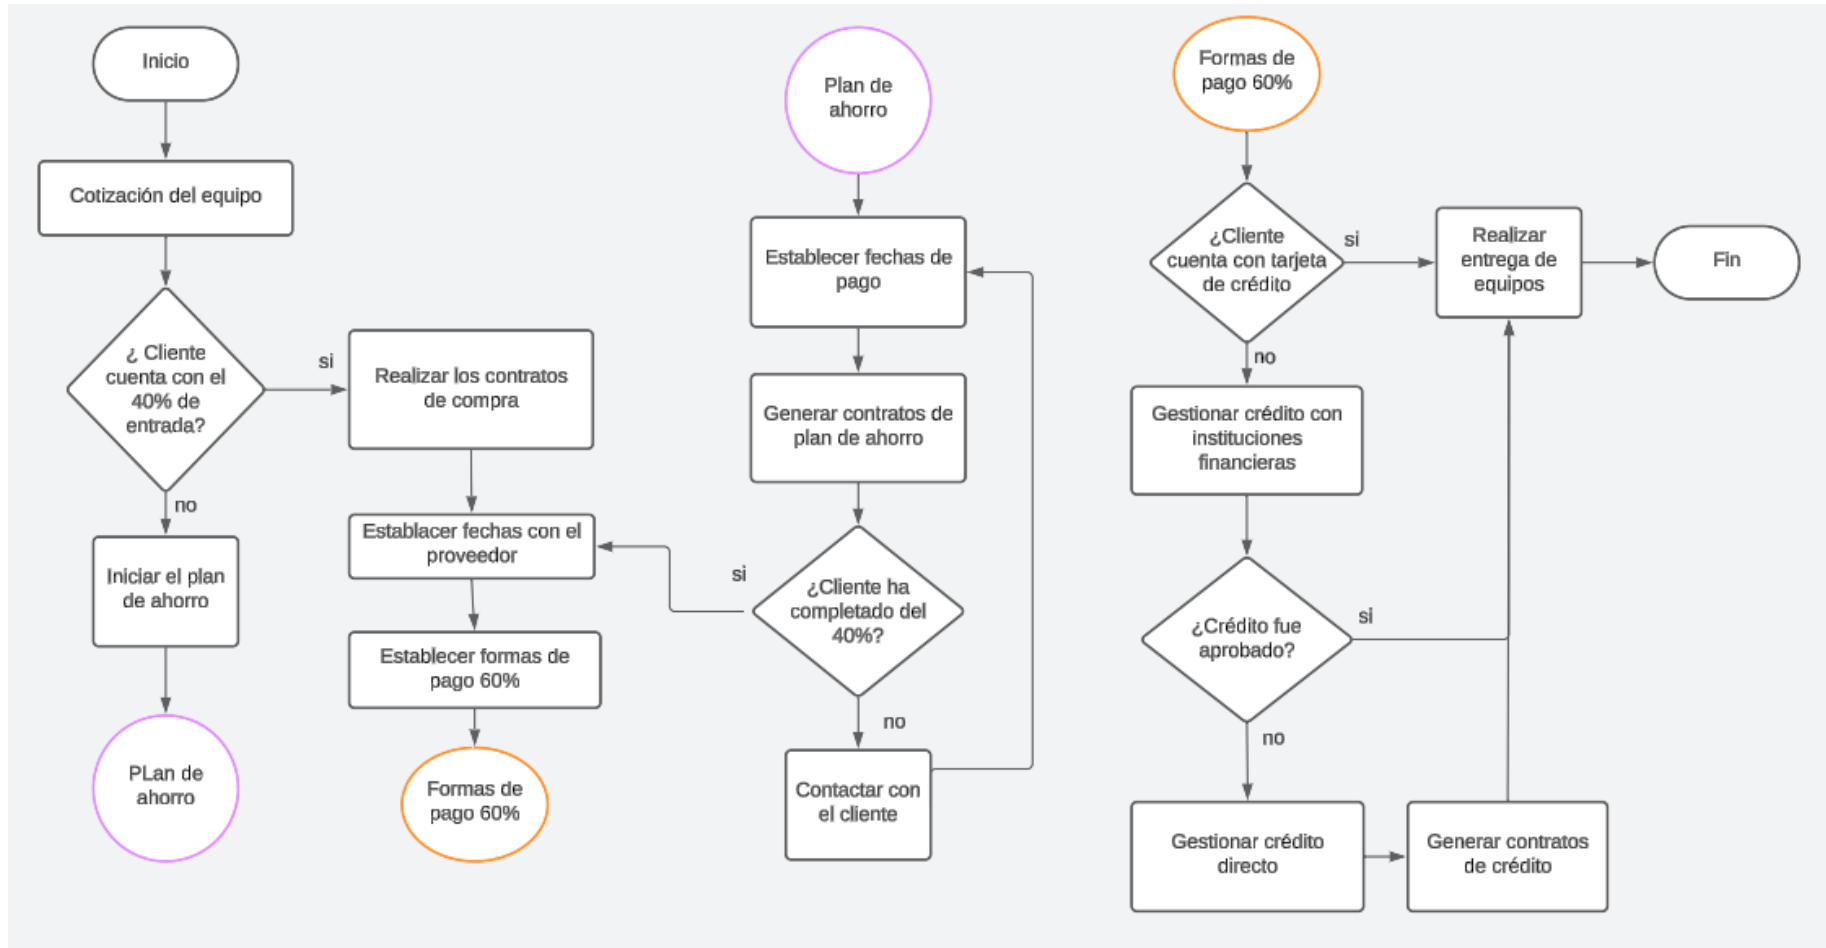 Inicio
Cotización del equipo
¿ Cliente
cuenta con el
40% de
entrada?
si
no
Realizar los contratos
de compra
Establacer fechas con el
proveedor
Establecer formas de
pago 60%
Formas de
pago 60%
Iniciar el plan
de ahorro
PLan de
ahorro
Plan de
ahorro
Establecer fechas de
pago
Generar contratos de
plan de ahorro
¿Cliente ha
completado del
40%?
si
no
Contactar con
el cliente
Formas de
pago 60%
¿Cliente
cuenta con tarjeta
de crédito
si
no
Realizar
entrega de
equipos
Fin
Gestionar crédito con
instituciones
financieras
¿Crédito fue
aprobado?
si
no
Gestionar crédito
directo
Generar contratos
de crédito